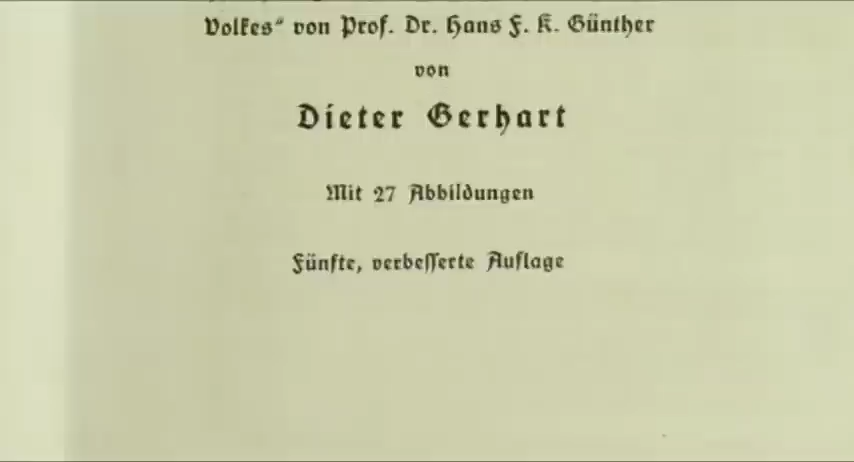 Volkes“ von Prof. Dr. Hans F. K. Günther
von
Dieter Gerhart
Mit 27 Abbildungen
Fünfte, verbesserte Auflage